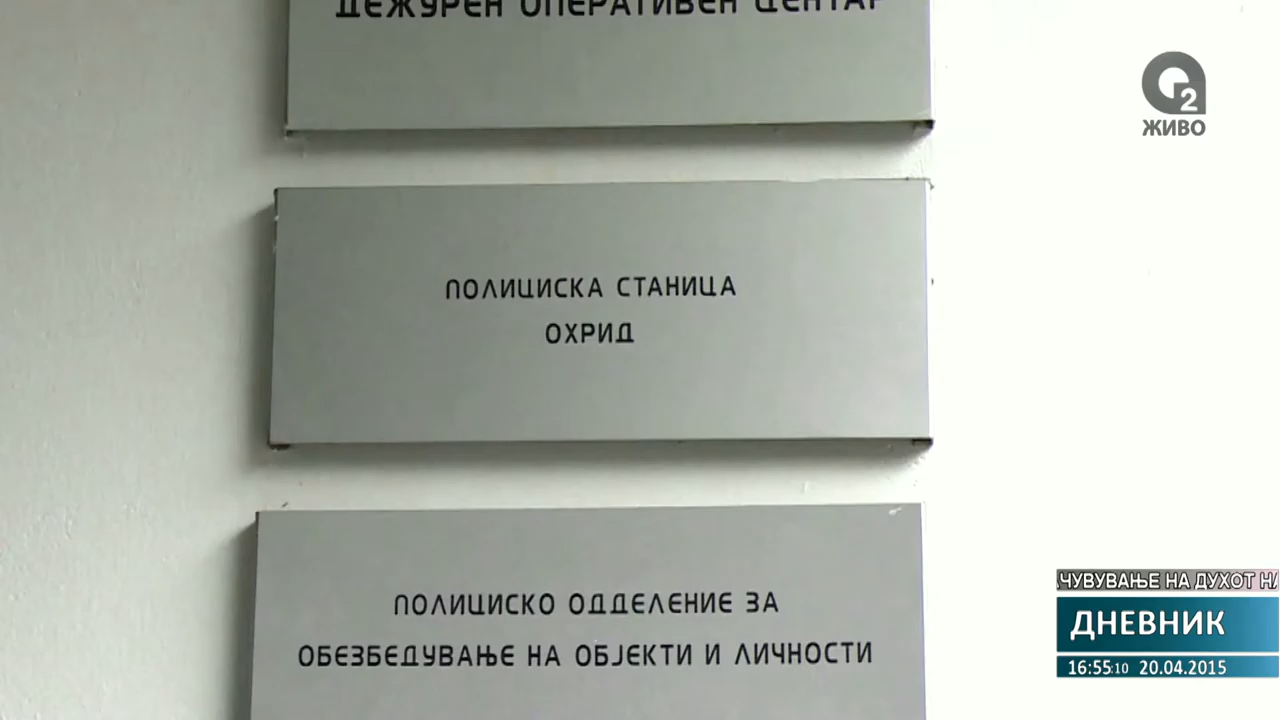 ДЕЖУРЕН ОПЕРАТИВЕН ЦЕНТАР
2
ЖИВО
ПОЛИЦИСКА СТАНИЦА
ОХРИД
ПОЛИЦИСКО ОДДЕЛЕНИЕ ЗА
ОБЕЗБЕДУВАЊЕ НА ОБЈЕКТИ И ЛИЧНОСТИ
ЧУВУВАЊЕ НА ДУХОТ
ДНЕВНИК
16:55:10 20.04.2015